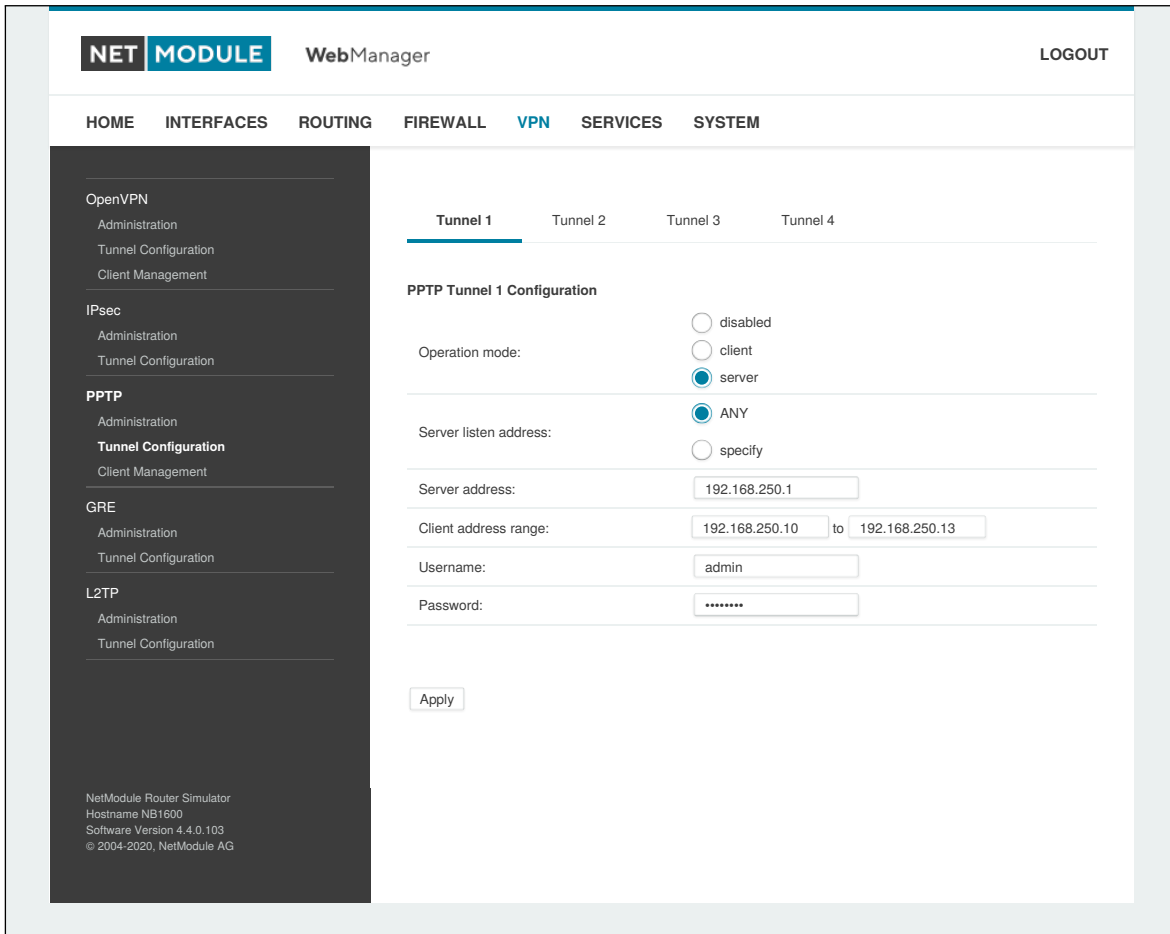 NET MODULE WebManager LOGOUT
HOME INTERFACES ROUTING FIREWALL VPN SERVICES SYSTEM
OpenVPN
Administration
Tunnel Configuration
Client Management
IPsec
Administration
Tunnel Configuration
PPTP
Administration
Tunnel Configuration
Client Management
GRE
Administration
Tunnel Configuration
L2TP
Administration
Tunnel Configuration
NetModule Router Simulator
Hostname NB1600
Software Version 4.4.0.103
© 2004-2020, NetModule AG
Tunnel 1 Tunnel 2 Tunnel 3 Tunnel 4
PPTP Tunnel 1 Configuration
Operation mode:
disabled
client
server
Server listen address:
ANY
specify
Server address: 192.168.250.1
Client address range: 192.168.250.10 to 192.168.250.13
Username: admin
Password: ••••••••
Apply